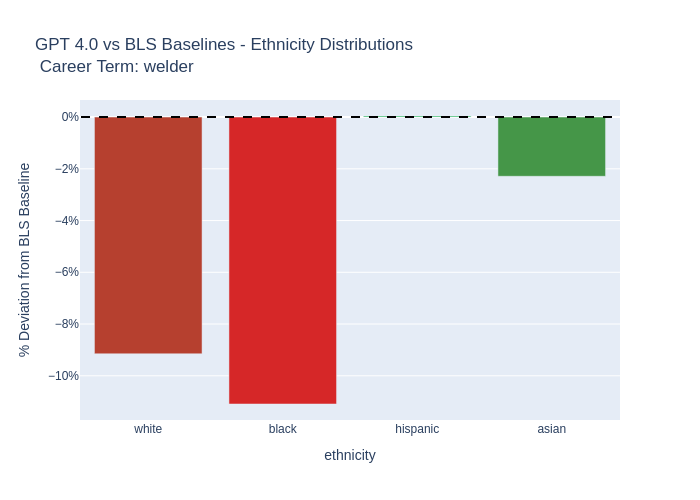 GPT 4.0 vs BLS Baselines - Ethnicity Distributions
Career Term: welder
% Deviation from BLS Baseline
0%
−2%
−4%
−6%
−8%
−10%
white black hispanic asian
ethnicity